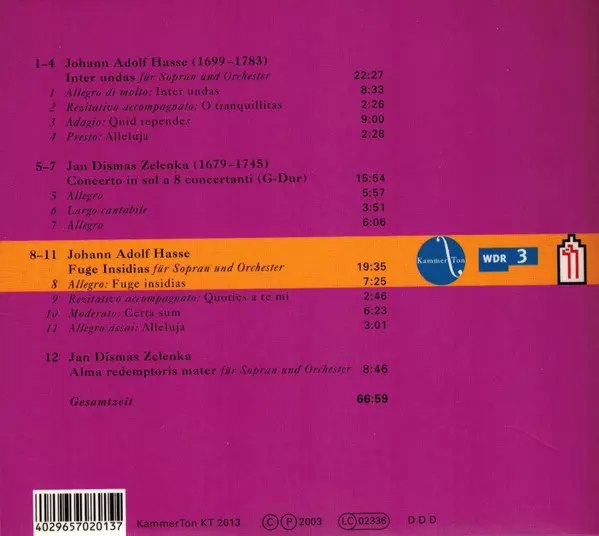 1–4 Johann Adolf Hasse (1699–1783)
Inter undas für Sopran und Orchester 22:27
1 Allegro di molto: Inter undas 8:33
2 Rezitativo accompagnato: O tranquillitas 2:26
3 Adagio: Quid rependes 9:00
4 Presto: Alleluja 2:28
5–7 Jan Dismas Zelenka (1679–1745)
Concerto in sol a 8 concertanti (G-Dur) 15:54
5 Allegro 5:57
6 Largo cantabile 3:51
7 Allegro 6:06
8–11 Johann Adolf Hasse
Fuge Insidias für Sopran und Orchester 19:35
8 Allegro: Fuge insidias 7:25
9 Rezitativo accompagnato: Quoties a te mi 2:46
10 Moderato: Certa sum 6:23
11 Allegro assai: Alleluja 3:01
KammerTon
WDR 3
12 Jan Dismas Zelenka
Alma redemptoris mater für Sopran und Orchester 8:46
Gesamtzeit 66:59
4029657020137
KammerTon KT 2013 © ℗ 2003 LC 02336 D D D